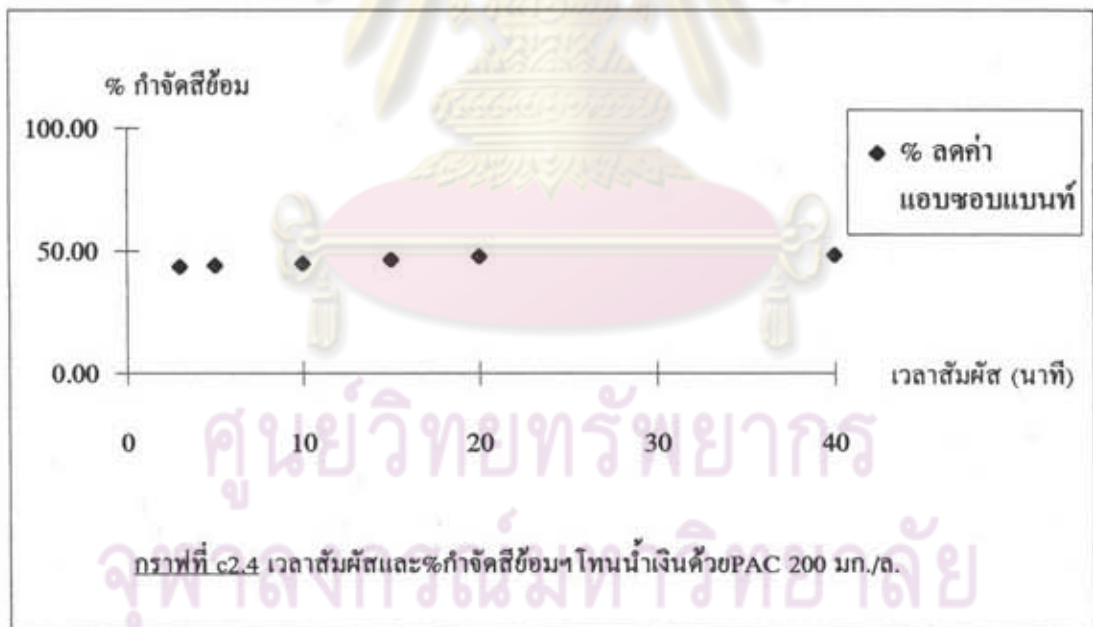 % กำจัดสีย้อม
100.00
50.00
0.00
◆ % ลดค่า
แอบซอบแบนท์
เวลาสัมผัส (นาที)
0 10 20 30 40
ศูนย์วิทยทรัพยากร
กราฟที่ c2.4 เวลาสัมผัสและ%กำจัดสีย้อมฯโทนน้ำเงินด้วยPAC 200 มก./ล.
จุฬาลงกรณ์มหาวิทยาลัย